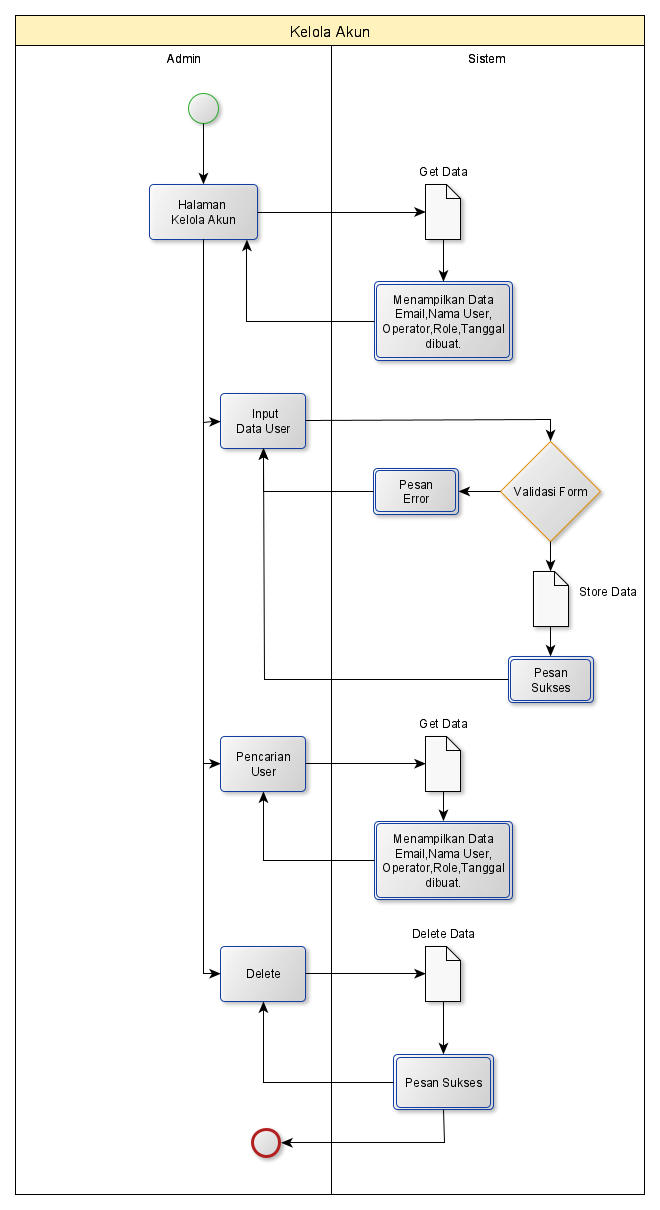 Kelola Akun
Admin
Sistem
Get Data
Halaman
Kelola Akun
Menampilkan Data
Email,Nama User,
Operator,Role,Tanggal
dibuat.
Input
Data User
Validasi Form
Pesan
Error
Store Data
Pesan
Sukses
Get Data
Pencarian
User
Menampilkan Data
Email,Nama User,
Operator,Role,Tanggal
dibuat.
Delete Data
Delete
Pesan Sukses